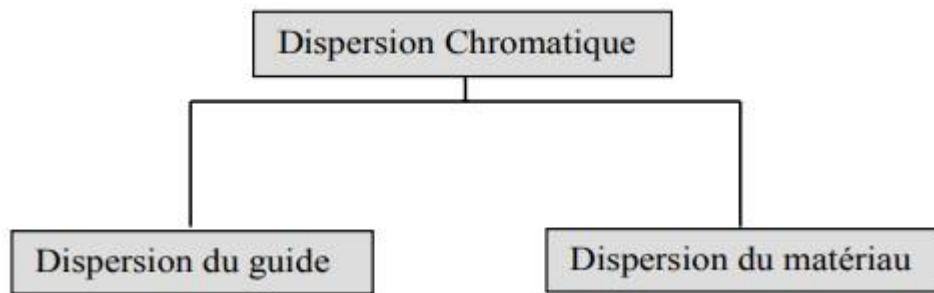 Dispersion Chromatique
Dispersion du guide
Dispersion du matériau